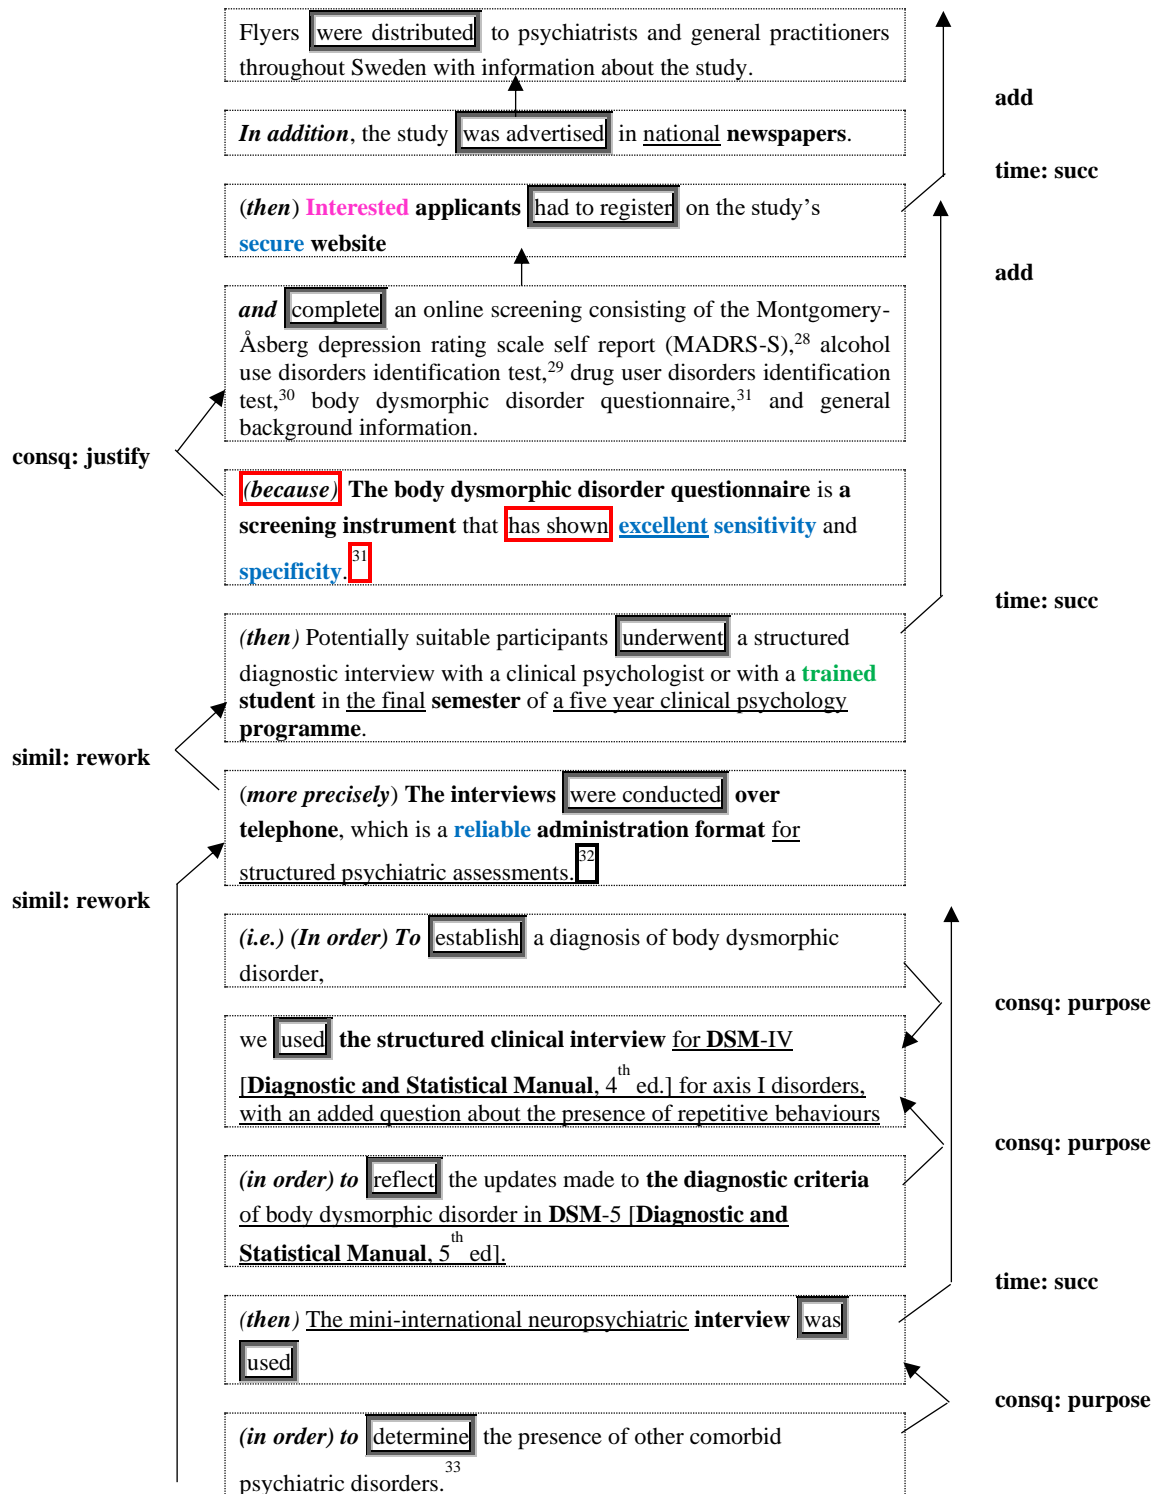 Flyers were distributed to psychiatrists and general practitioners
throughout Sweden with information about the study.
add
In addition, the study was advertised in national newspapers.
time: succ
(then) Interested applicants had to register on the study's
secure website
add
and complete an online screening consisting of the Montgomery-
Åsberg depression rating scale self report (MADRS-S),28 alcohol
use disorders identification test,29 drug user disorders identification
test,30 body dysmorphic disorder questionnaire,31 and general
background information.
consq: justify
(because) The body dysmorphic disorder questionnaire is a
screening instrument that has shown excellent sensitivity and
specificity.31
time: succ
(then) Potentially suitable participants underwent a structured
diagnostic interview with a clinical psychologist or with a trained
student in the final semester of a five year clinical psychology
programme.
simil: rework
(more precisely) The interviews were conducted over
telephone, which is a reliable administration format for
structured psychiatric assessments.32
simil: rework
(i.e.) (In order) To establish a diagnosis of body dysmorphic
disorder,
consq: purpose
we used the structured clinical interview for DSM-IV
[Diagnostic and Statistical Manual, 4th ed.] for axis I disorders,
with an added question about the presence of repetitive behaviours
consq: purpose
(in order) to reflect the updates made to the diagnostic criteria
of body dysmorphic disorder in DSM-5 [Diagnostic and
Statistical Manual, 5th ed].
time: succ
(then) The mini-international neuropsychiatric interview was
used
consq: purpose
(in order) to determine the presence of other comorbid
psychiatric disorders.33